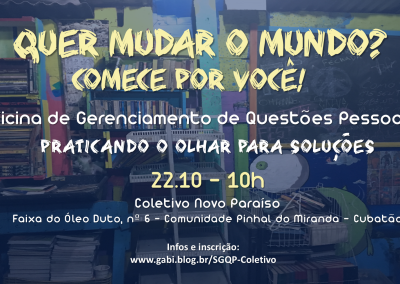 QUER MUDAR O MUNDO?
COMECE POR VOCÊ!
icina de Gerenciamento de Questões Pessoa
PRATICANDO O OLHAR PARA SOLUÇÕES
22.10 – 10h
Coletivo Novo Paraíso
Faixa do Óleo Duto, nº 6 – Comunidade Pinhal do Miranda – Cubatão
Infos e inscrição:
www.gabi.blog.br/SGQP-Coletivo